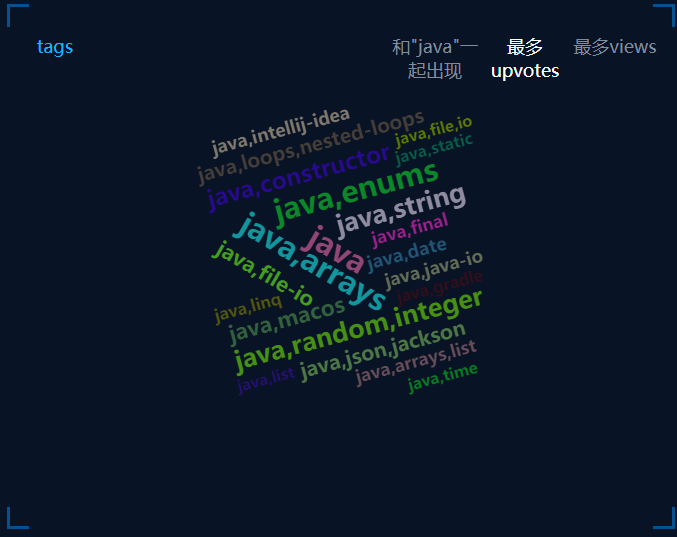 tags
和"java"一
起出现
最多
upvotes
最多views
java,intellij-idea
java,loops,nested-loops
java,file,io
java,static
java,constructor
java,enums
java,string
java,final
java
java,arrays
java,date
java,file-io
java,java-io
java,gradle
java,linq
java,macos
java,random,integer
java,json,jackson
java,arrays,list
java,list
java,time